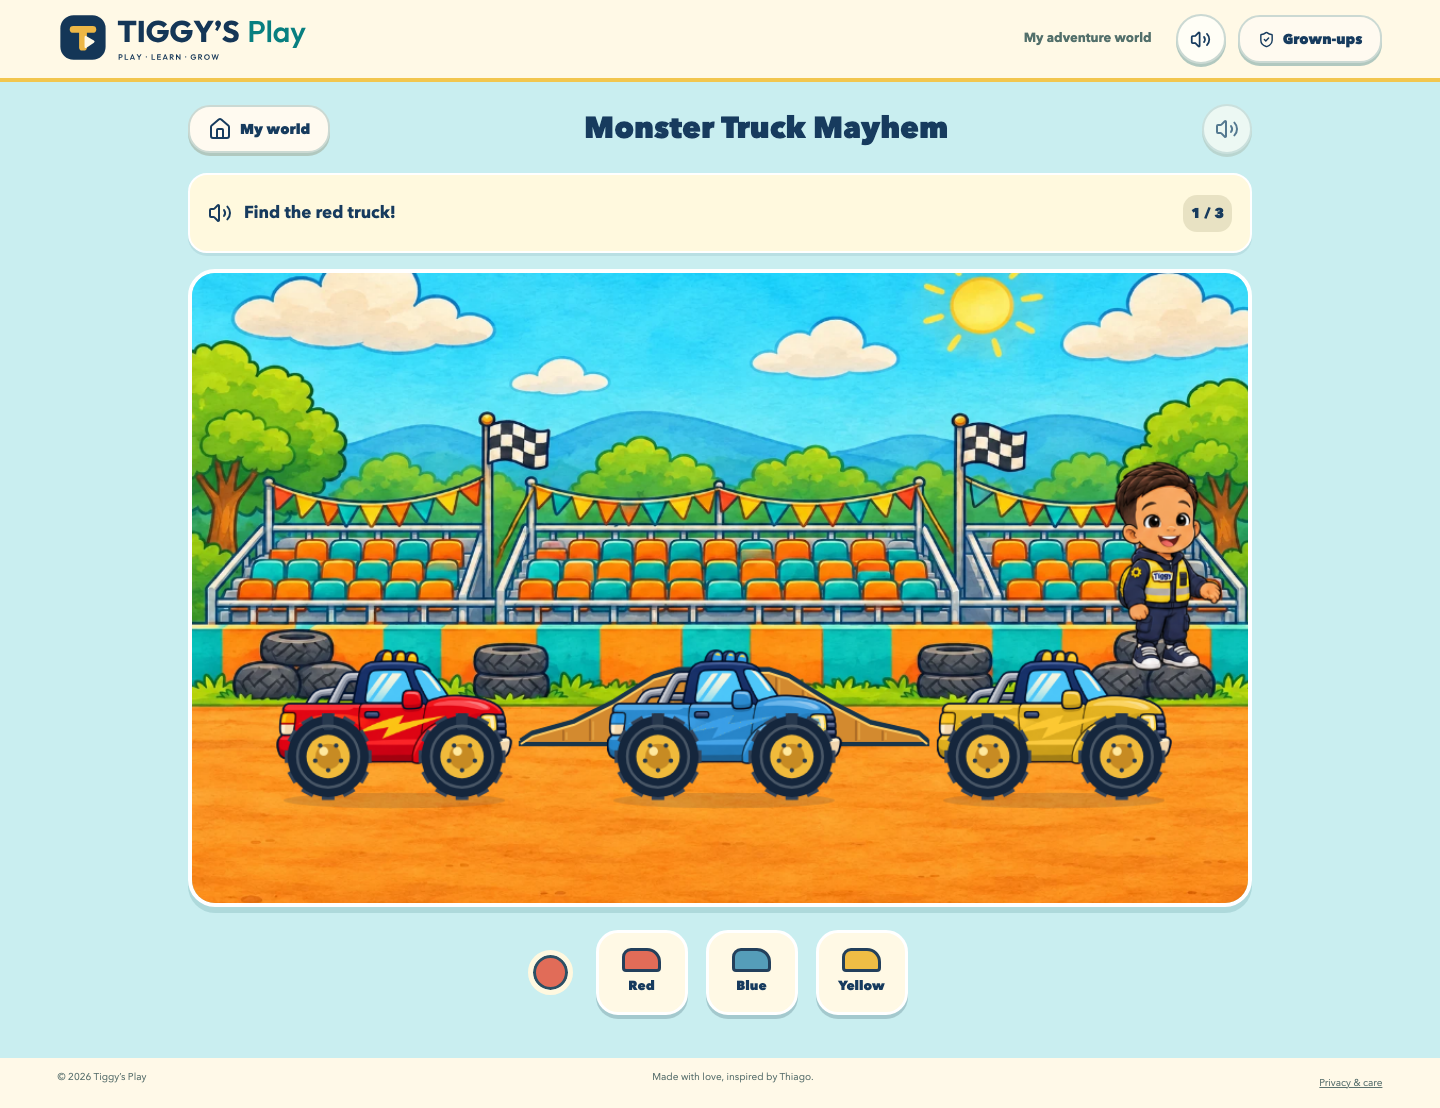 TIGGY'S Play
PLAY · LEARN · GROW
My adventure world
Grown-ups
My world
Monster Truck Mayhem
Find the red truck!
1 / 3
Tiggy
Red
Blue
Yellow
© 2026 Tiggy's Play
Made with love, inspired by Thiago.
Privacy & care